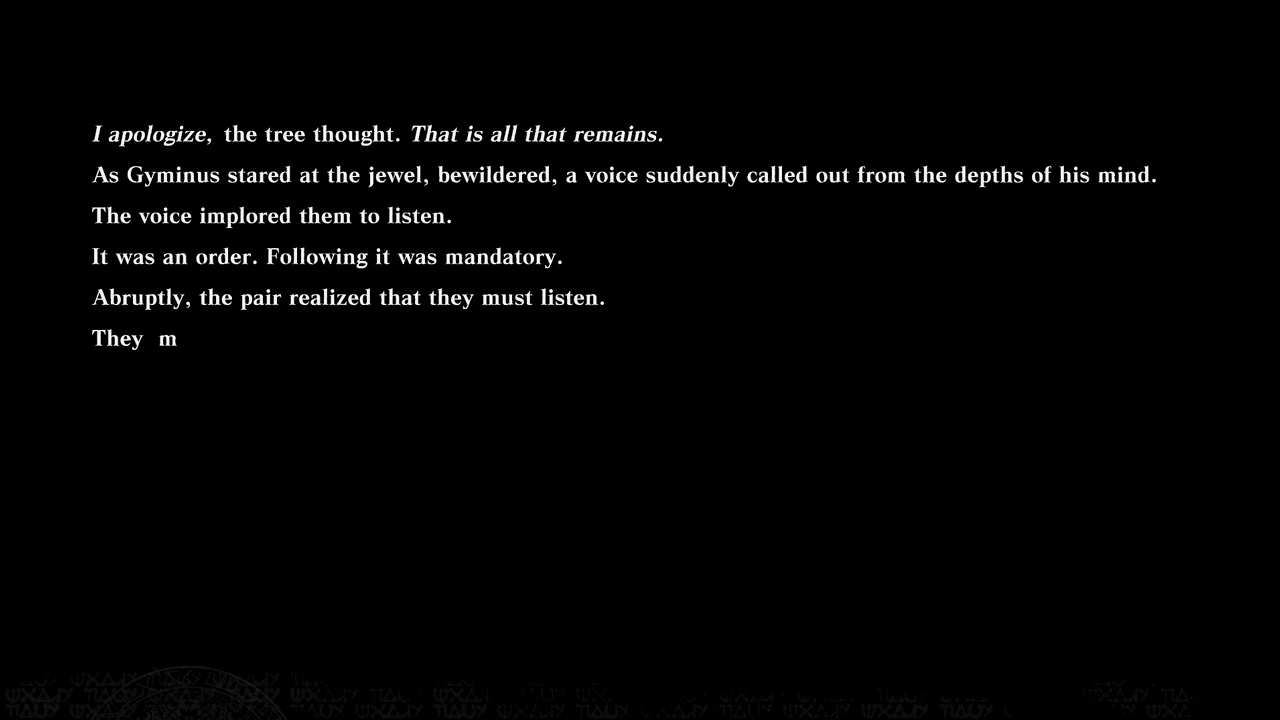 I apologize, the tree thought. That is all that remains.
As Gyminus stared at the jewel, bewildered, a voice suddenly called out from the depths of his mind.
The voice implored them to listen.
It was an order. Following it was mandatory.
Abruptly, the pair realized that they must listen.
They m